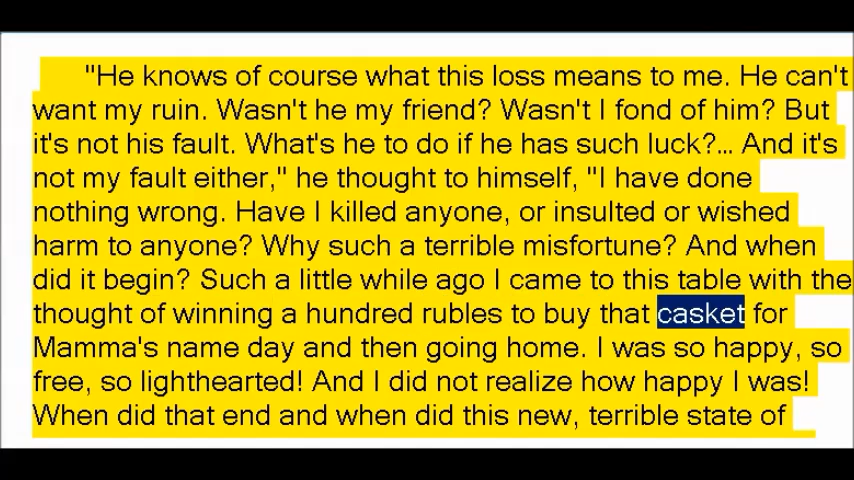 "He knows of course what this loss means to me. He can't
want my ruin. Wasn't he my friend? Wasn't I fond of him? But
it's not his fault. What's he to do if he has such luck?... And it's
not my fault either," he thought to himself, "I have done
nothing wrong. Have I killed anyone, or insulted or wished
harm to anyone? Why such a terrible misfortune? And when
did it begin? Such a little while ago I came to this table with the
thought of winning a hundred rubles to buy that casket for
Mamma's name day and then going home. I was so happy, so
free, so lighthearted! And I did not realize how happy I was!
When did that end and when did this new, terrible state of